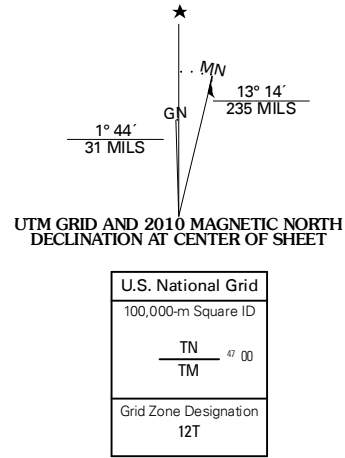 ★
MN
GN
13° 14´
235 MILS
1° 44´
31 MILS
UTM GRID AND 2010 MAGNETIC NORTH
DECLINATION AT CENTER OF SHEET
U.S. National Grid
100,000-m Square ID
TN
47 00
TM
Grid Zone Designation
12T